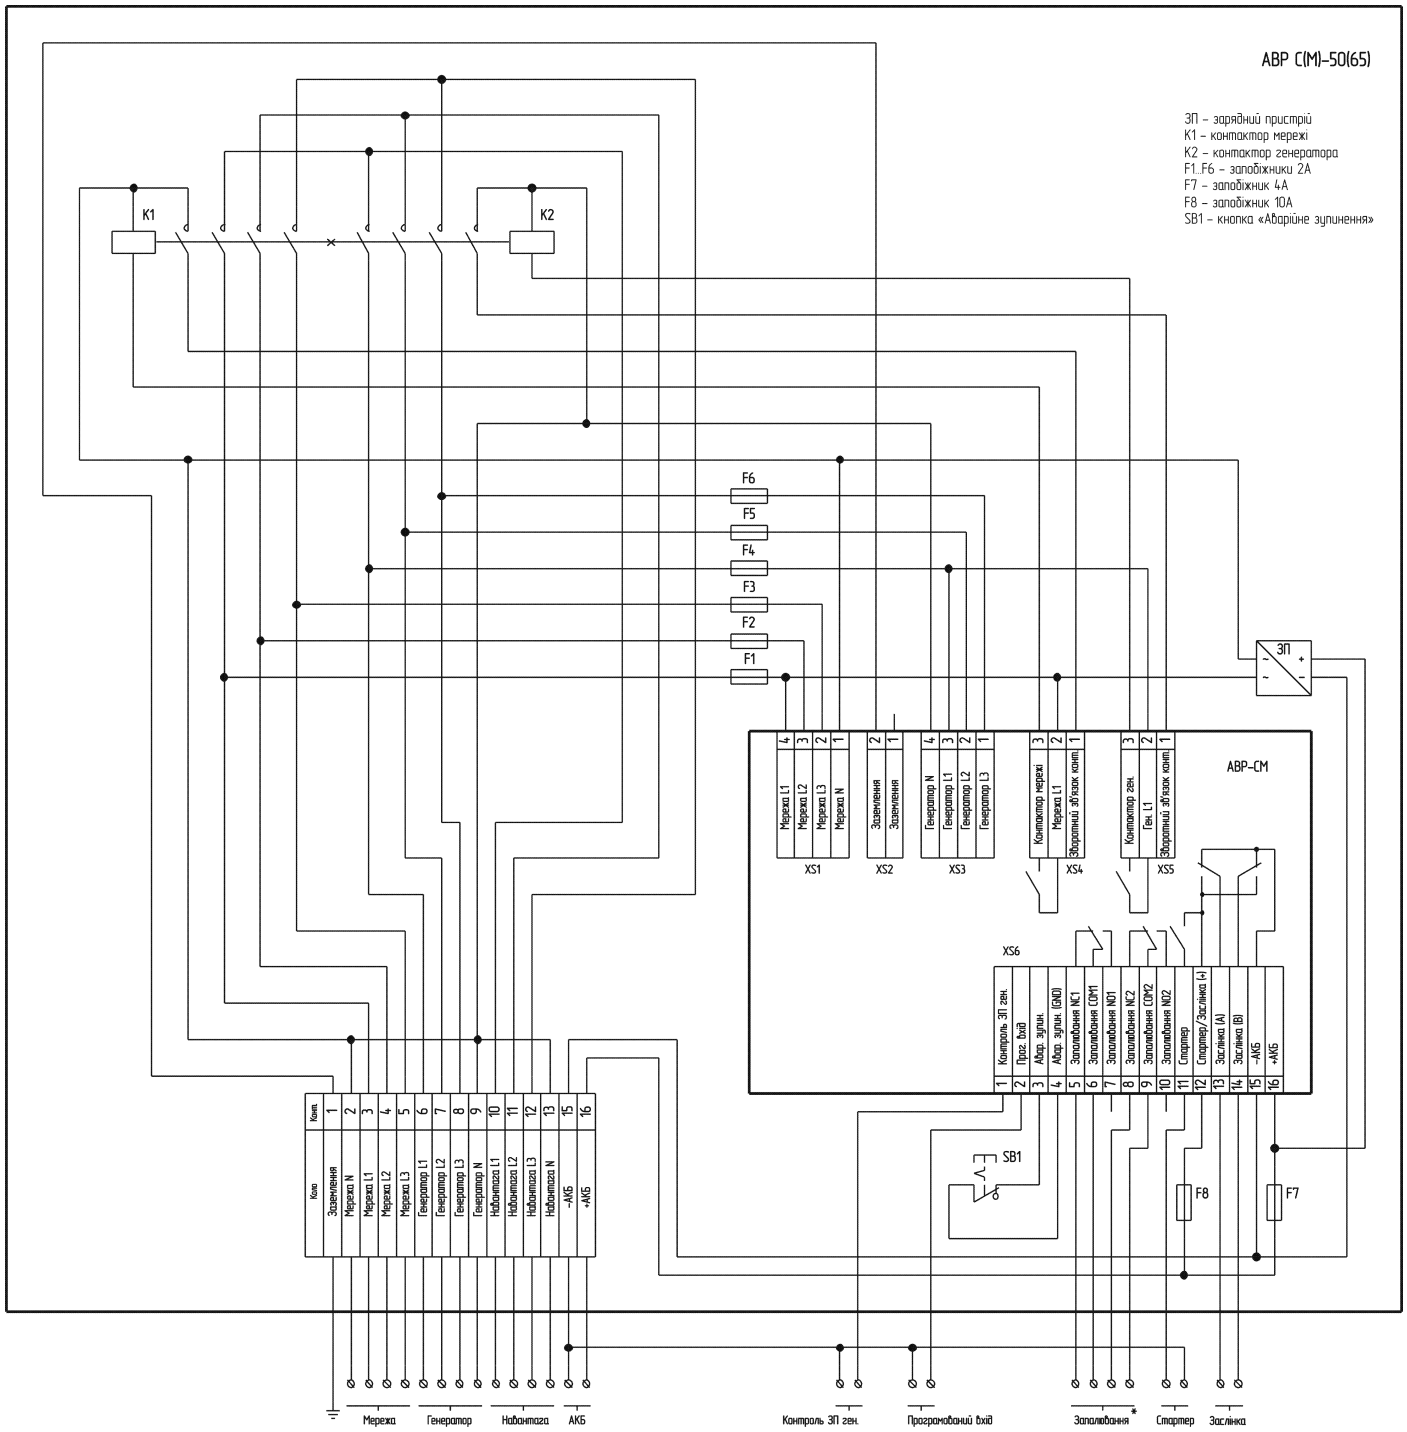 АВР С(М)-50(65)
ЗП - зарядний пристрій
К1 - контактор мережі
К2 - контактор генератора
F1...F6 - запобіжники 2А
F7 - запобіжник 4А
F8 - запобіжник 10А
SB1 - кнопка «Аварійне зупинення»
К1
К2
F6
F5
F4
F3
F2
F1
ЗП
~ +
~ -
АВР-СМ
4 3 2 1
Мережа L1
Мережа L2
Мережа L3
Мережа N
XS1
2 1
Заземлення
Заземлення
XS2
4 3 2 1
Генератор N
Генератор L1
Генератор L2
Генератор L3
XS3
3 2 1
Контактор мережі
Мережа L1
Зворотний зв'язок конт.
XS4
3 2 1
Контактор ген.
Ген. L1
Зворотний зв'язок конт.
XS5
XS6
Контроль ЗП ген.
Прог. вхід
Авар. зупин.
Авар. зупин. (GND)
Запалювання NC1
Запалювання COM1
Запалювання NO1
Запалювання NC2
Запалювання COM2
Запалювання NO2
Стартер
Стартер/Заслінка (+)
Заслінка (А)
Заслінка (В)
-АКБ
+АКБ
1 2 3 4 5 6 7 8 9 10 11 12 13 14 15 16
Конт. 1 2 3 4 5 6 7 8 9 10 11 12 13 15 16
Коло
Заземлення
Мережа N
Мережа L1
Мережа L2
Мережа L3
Генератор L1
Генератор L2
Генератор L3
Генератор N
Навантага L1
Навантага L2
Навантага L3
Навантага N
-АКБ
+АКБ
SB1
F8
F7
Мережа
Генератор
Навантага
АКБ
Контроль ЗП ген.
Програмований вхід
Запалювання *
Стартер
Заслінка